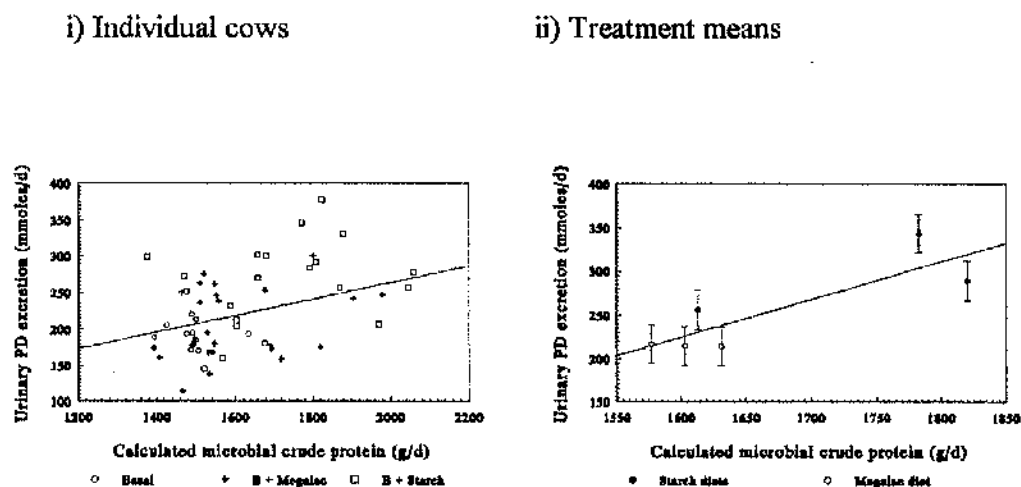 i) Individual cows
ii) Treatment means
Urinary PD excretion (mmoles/d)
400
350
300
250
200
150
100
1200
1400
1600
1800
2000
2200
Calculated microbial crude protein (g/d)
Basal
B + Megalac
B + Starch
Urinary PD excretion (mmoles/d)
400
350
300
250
200
150
1550
1600
1650
1700
1750
1800
1850
Calculated microbial crude protein (g/d)
Starch diets
Megalac diet